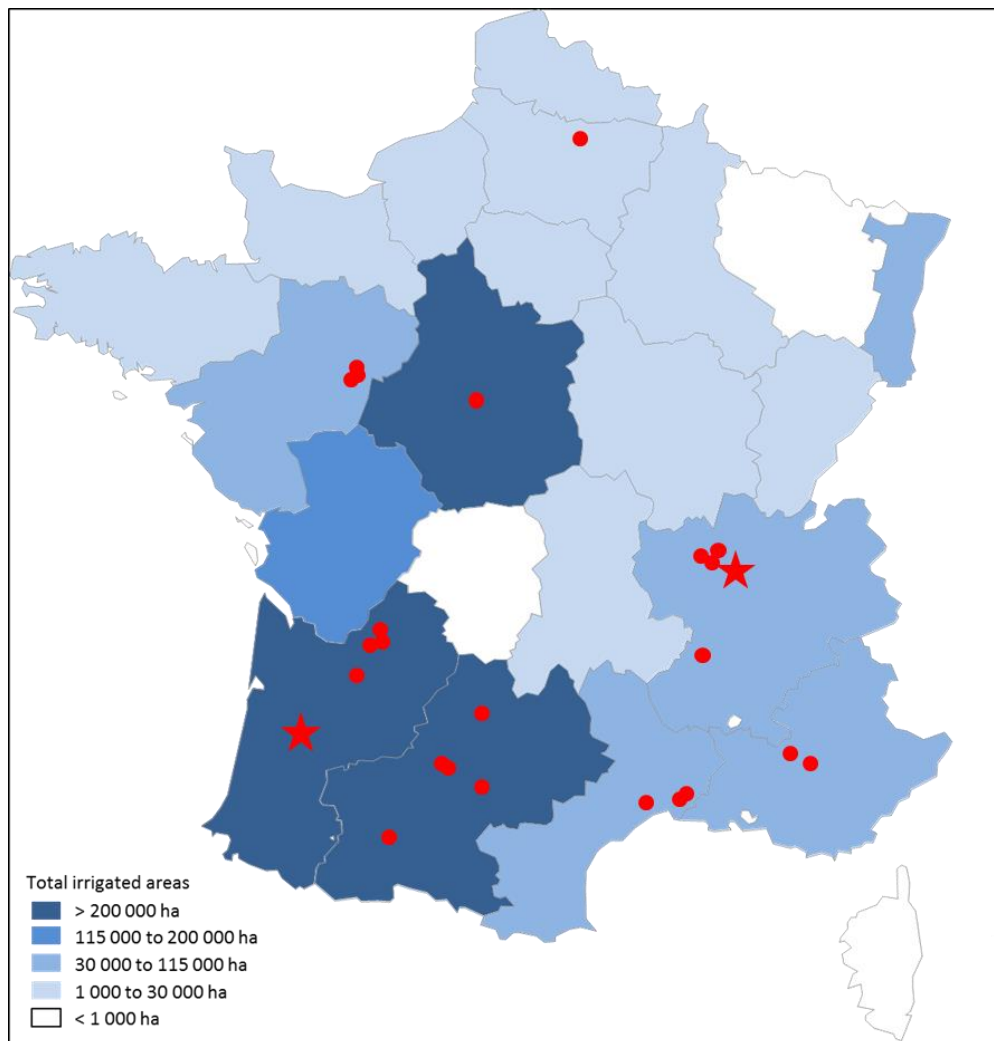 Total irrigated areas
> 200 000 ha
115 000 to 200 000 ha
30 000 to 115 000 ha
1 000 to 30 000 ha
< 1 000 ha